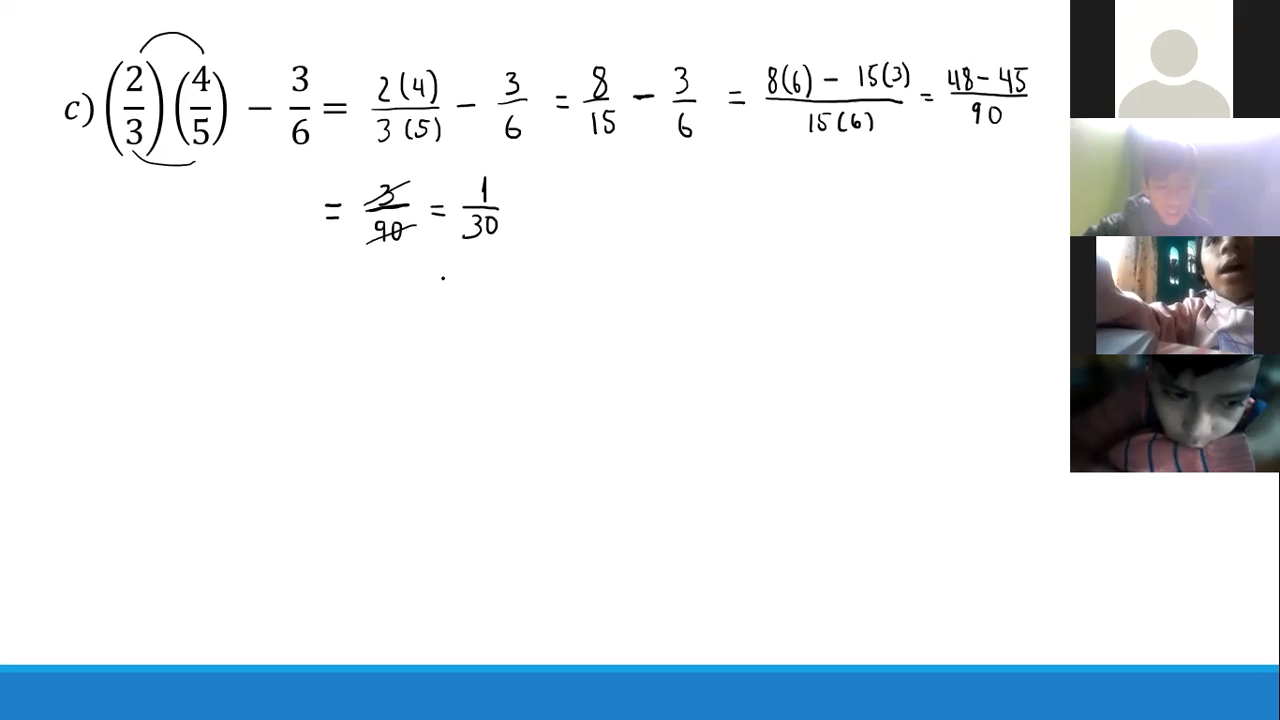 c) (2/3)(4/5) − 3/6 = 2(4)/3(5) − 3/6 = 8/15 − 3/6 = 8(6) − 15(3)/15(6) = 48 − 45/90
= 3/90 = 1/30